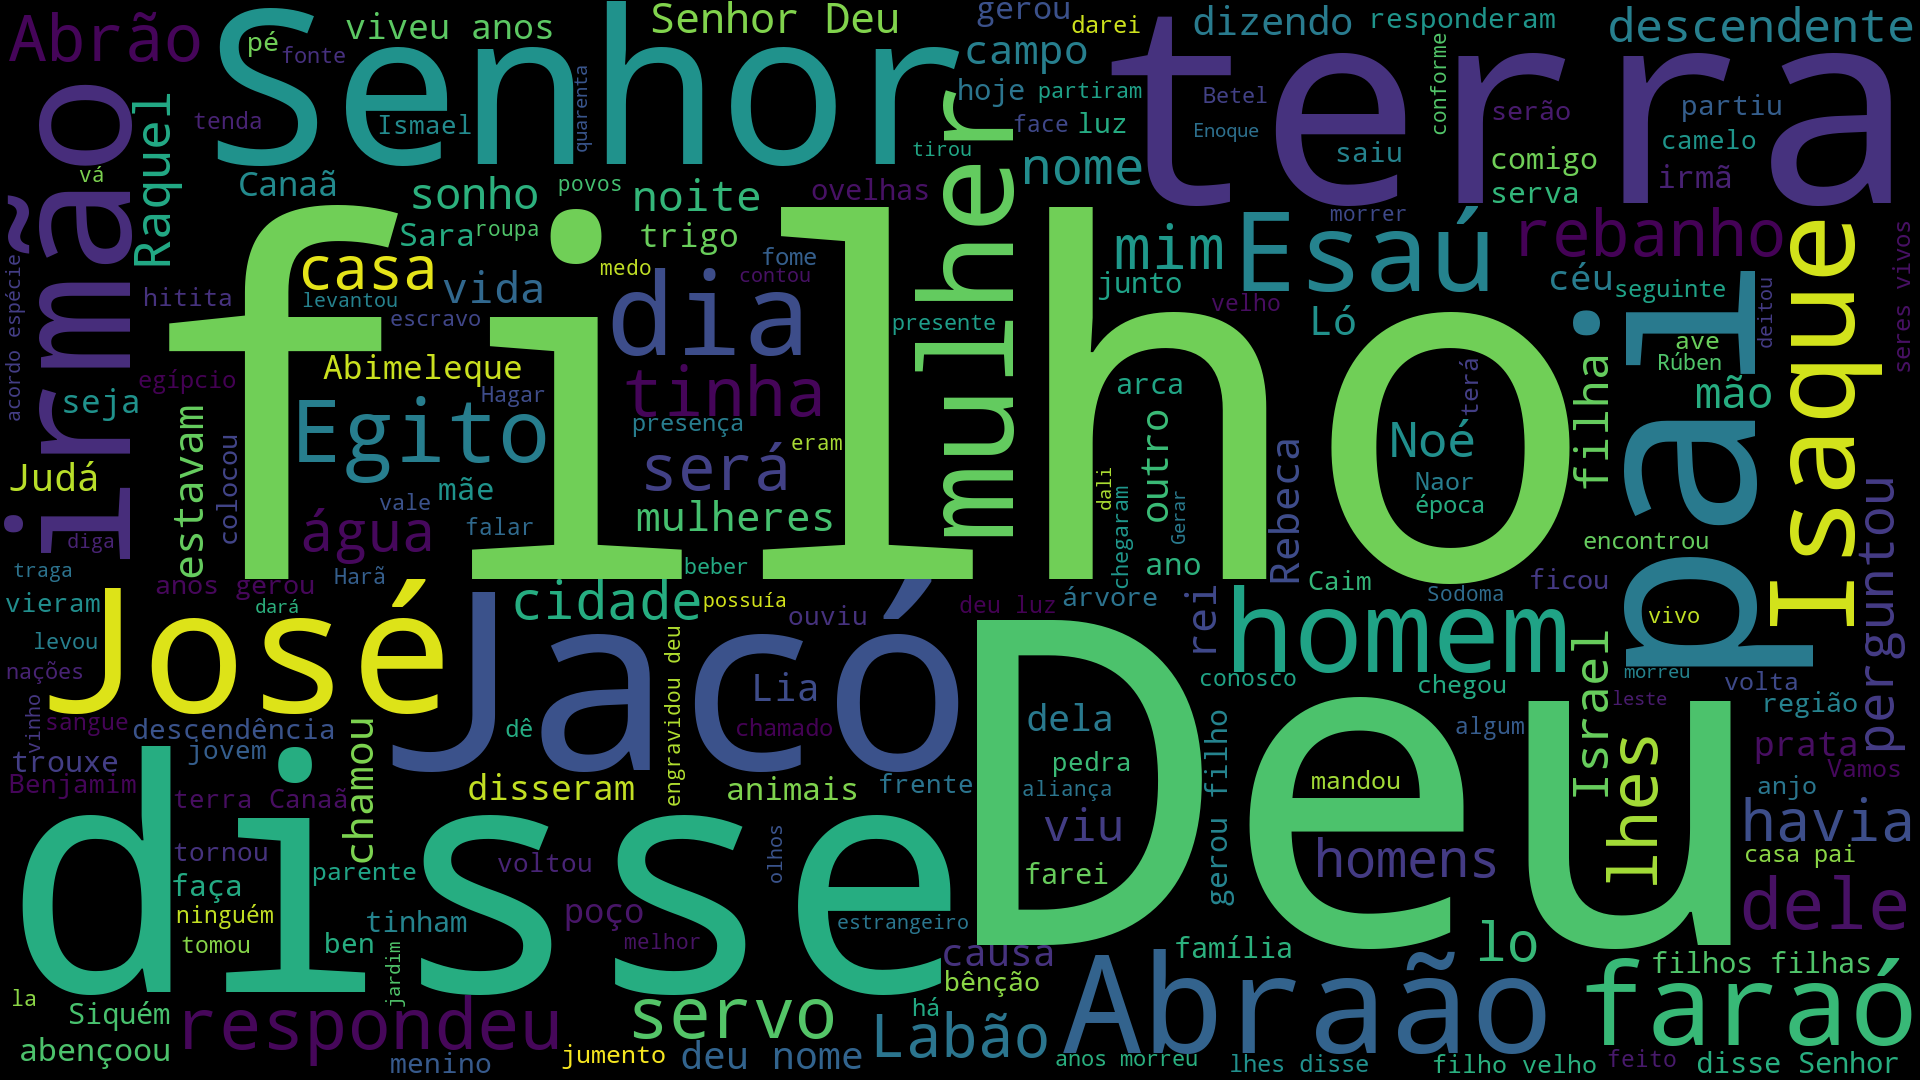 Abrão
pé
fonte
viveu anos
Senhor Deu
gerou
darei
dizendo
responderam
descendente
Senhor
terra
campo
hoje
partiram
Betel
conforme
serão
partiu
quarenta
Ismael
tenda
Raquel
irmão
face
luz
Enoque
camelo
tirou
saiu
comigo
vá
Canaã
sonho
povos
noite
ovelhas
mulher
nome
serva
irmã
Sara
roupa
trigo
morrer
Esaú
rebanho
mim
filho
casa
medo
fome
contou
dia
vida
hitita
levantou
escravo
junto
velho
Ló
céu
seguinte
deitou
seres vivos
acordo espécie
presente
pai
Isaque
ave
Rúben
egípcio
Abimeleque
Hagar
tinha
arca
terá
filha
mão
seja
estavam
Egito
presença
eram
outro
Noé
Judá
colocou
vale
mãe
será
dali
Naor
época
Gerar
chegaram
Rebeca
água
falar
mulheres
diga
encontrou
perguntou
traga
anos gerou
Harã
beber
ano
Caim
ficou
vieram
dará
cidade
possuía
ouviu
deu luz
árvore
rei
Sodoma
vivo
José
Jacó
Deu
homem
levou
nações
engravidou deu
Lia
conosco
chegou
Israel
morreu
leste
volta
vinho
sangue
descendência
chamou
dê
chamado
dela
algum
região
trouxe
jovem
pedra
gerou filho
lhes
prata
Vamos
Benjamim
terra Canaã
disseram
animais
frente
aliança
mandou
anjo
disse
viu
havia
tornou
olhos
homens
casa pai
faça
parente
voltou
farei
ninguém
poço
estrangeiro
dele
tomou
ben
tinham
melhor
causa
família
lo
filhos filhas
jardim
bênção
Abraão
faraó
la
Siquém
respondeu
servo
há
Labão
abençoou
menino
jumento
deu nome
anos morreu
lhes disse
filho velho
feito
disse Senhor